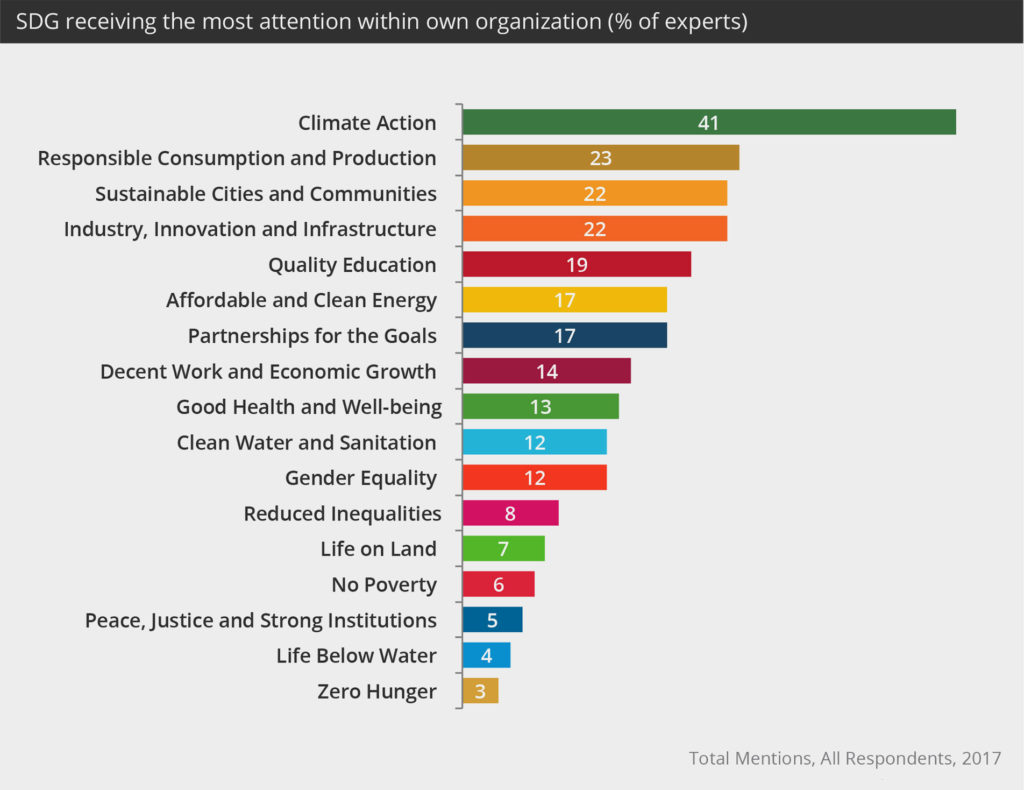 SDG receiving the most attention within own organization (% of experts)
Climate Action 41
Responsible Consumption and Production 23
Sustainable Cities and Communities 22
Industry, Innovation and Infrastructure 22
Quality Education 19
Affordable and Clean Energy 17
Partnerships for the Goals 17
Decent Work and Economic Growth 14
Good Health and Well-being 13
Clean Water and Sanitation 12
Gender Equality 12
Reduced Inequalities 8
Life on Land 7
No Poverty 6
Peace, Justice and Strong Institutions 5
Life Below Water 4
Zero Hunger 3
Total Mentions, All Respondents, 2017